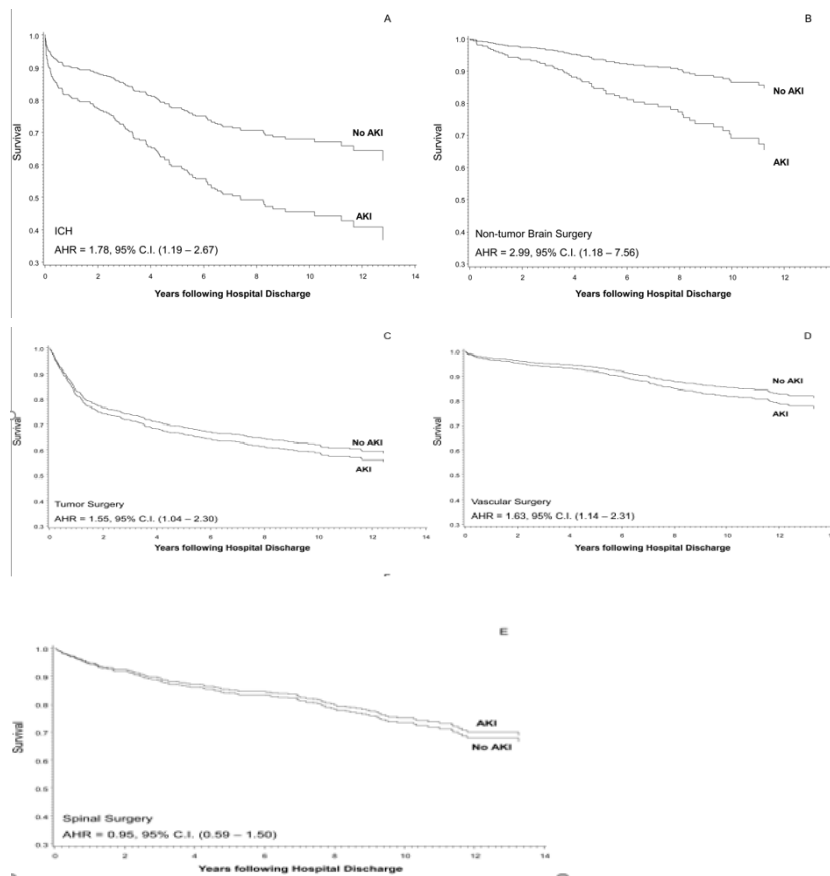 A
1.0
0.9
0.8
0.7
0.6
0.5
0.4
0.3
Survival
No AKI
AKI
ICH
AHR = 1.78, 95% C.I. (1.19 – 2.67)
0 2 4 6 8 10 12 14
Years following Hospital Discharge
B
1.0
0.9
0.8
0.7
0.6
0.5
0.4
0.3
Survival
No AKI
AKI
Non-tumor Brain Surgery
AHR = 2.99, 95% C.I. (1.18 – 7.56)
0 2 4 6 8 10 12
Years following Hospital Discharge
C
1.0
0.9
0.8
0.7
0.6
0.5
0.4
0.3
Survival
No AKI
AKI
Tumor Surgery
AHR = 1.55, 95% C.I. (1.04 – 2.30)
0 2 4 6 8 10 12 14
Years following Hospital Discharge
D
1.0
0.9
0.8
0.7
0.6
0.5
0.4
0.3
Survival
No AKI
AKI
Vascular Surgery
AHR = 1.63, 95% C.I. (1.14 – 2.31)
0 2 4 6 8 10 12 14
Years following Hospital Discharge
E
1.0
0.9
0.8
0.7
0.6
0.5
0.4
0.3
Survival
AKI
No AKI
Spinal Surgery
AHR = 0.95, 95% C.I. (0.59 – 1.50)
0 2 4 6 8 10 12 14
Years following Hospital Discharge